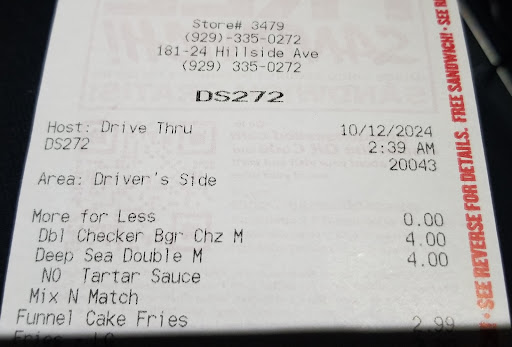 Store# 3479
(929)-335-0272
181-24 Hillside Ave
(929) 335-0272
DS272
Host: Drive Thru 10/12/2024
DS272 2:39 AM
20043
Area: Driver's Side
More for Less 0.00
Dbl Checker Bgr Chz M 4.00
Deep Sea Double M 4.00
NO Tartar Sauce
Mix N Match
Funnel Cake Fries 2.99
Fries - LG
SEE REVERSE FOR DETAILS. FREE SANDWICH! • SEE